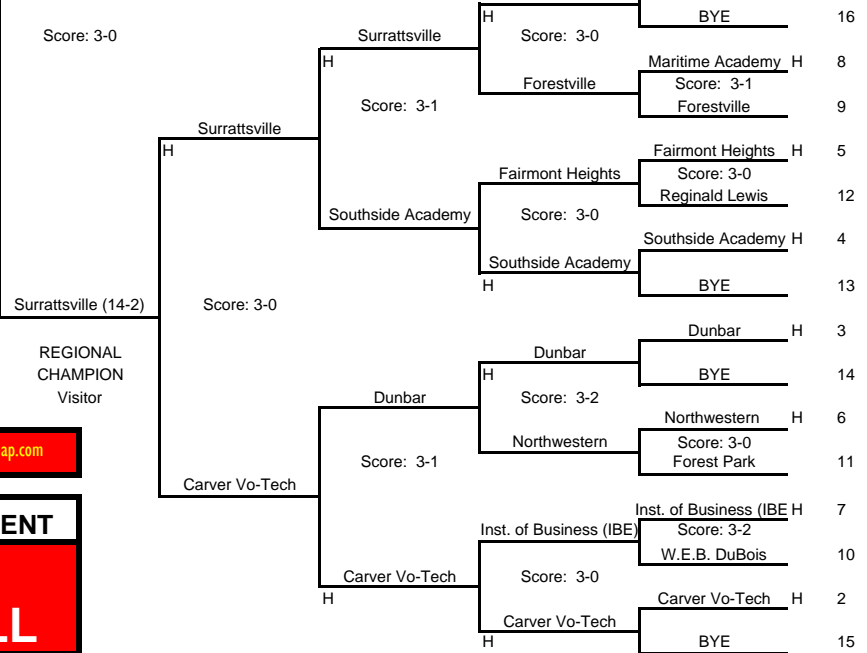 H
BYE 16
Score: 3-0
Surrattsville
Score: 3-0
H
Maritime Academy H 8
Forestville
Score: 3-1
Score: 3-1
Forestville 9
Surrattsville
H
Fairmont Heights H 5
Fairmont Heights
Score: 3-0
Reginald Lewis 12
Southside Academy
Score: 3-0
Southside Academy H 4
Southside Academy
H
BYE 13
Surrattsville (14-2)
Score: 3-0
Dunbar H 3
REGIONAL
CHAMPION
Visitor
Dunbar
H
BYE 14
Dunbar
Score: 3-2
Northwestern H 6
Northwestern
Score: 3-0
ap.com
Score: 3-1
Forest Park 11
Carver Vo-Tech
Inst. of Business (IBE H 7
ENT
Inst. of Business (IBE)
Score: 3-2
W.E.B. DuBois 10
Carver Vo-Tech
Score: 3-0
H
Carver Vo-Tech H 2
LL
Carver Vo-Tech
H
BYE 15